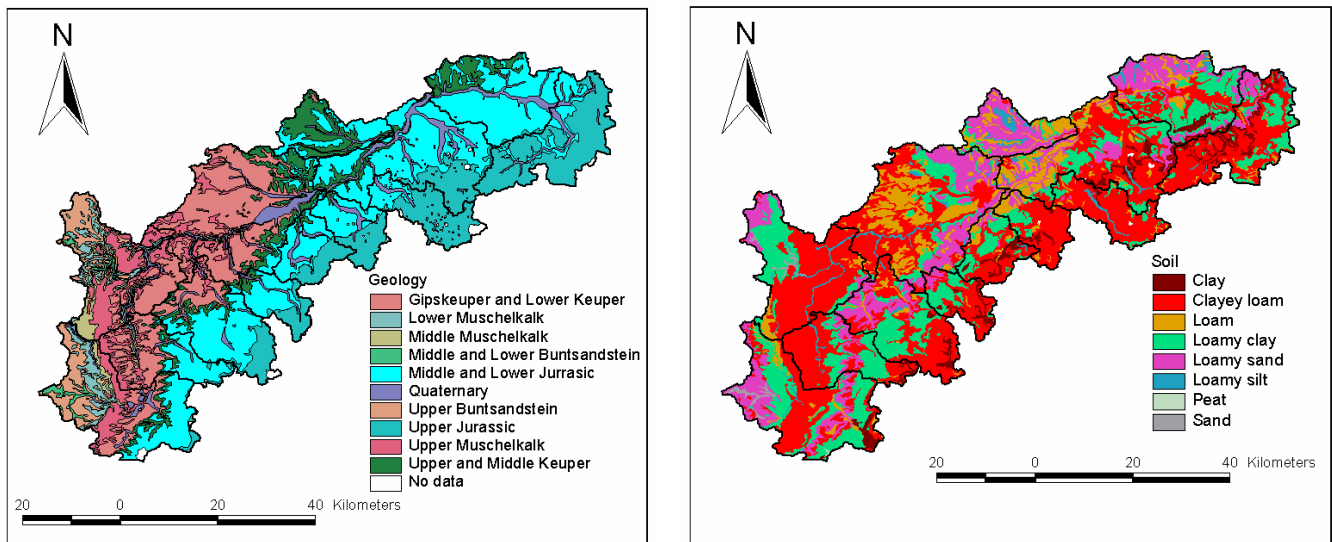 N
Geology
Gipskeuper and Lower Keuper
Lower Muschelkalk
Middle Muschelkalk
Middle and Lower Buntsandstein
Middle and Lower Jurrasic
Quaternary
Upper Buntsandstein
Upper Jurassic
Upper Muschelkalk
Upper and Middle Keuper
No data
20 0 20 40 Kilometers
N
Soil
Clay
Clayey loam
Loam
Loamy clay
Loamy sand
Loamy silt
Peat
Sand
20 0 20 40 Kilometers